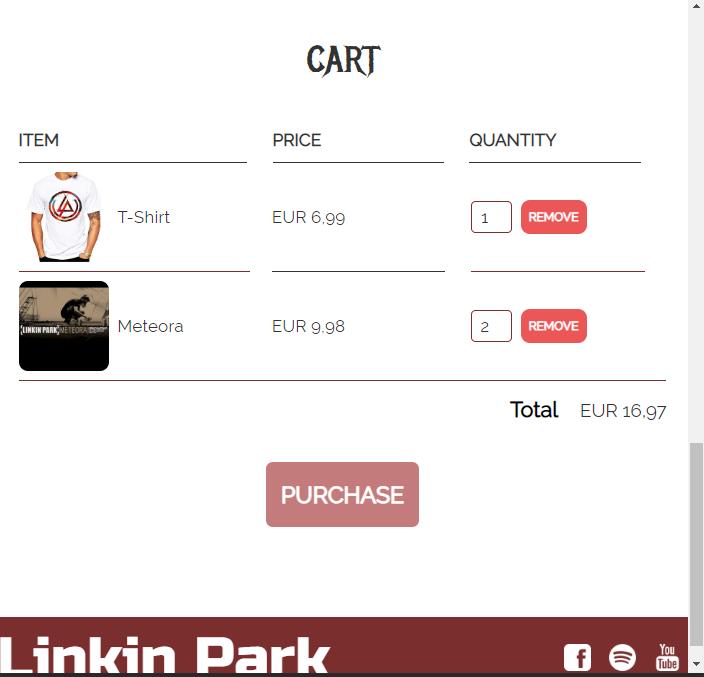 CART
ITEM PRICE QUANTITY
T-Shirt EUR 6,99 1 REMOVE
LINKIN PARK METEORA
Meteora EUR 9,98 2 REMOVE
Total EUR 16,97
PURCHASE
Linkin Park
You
Tube